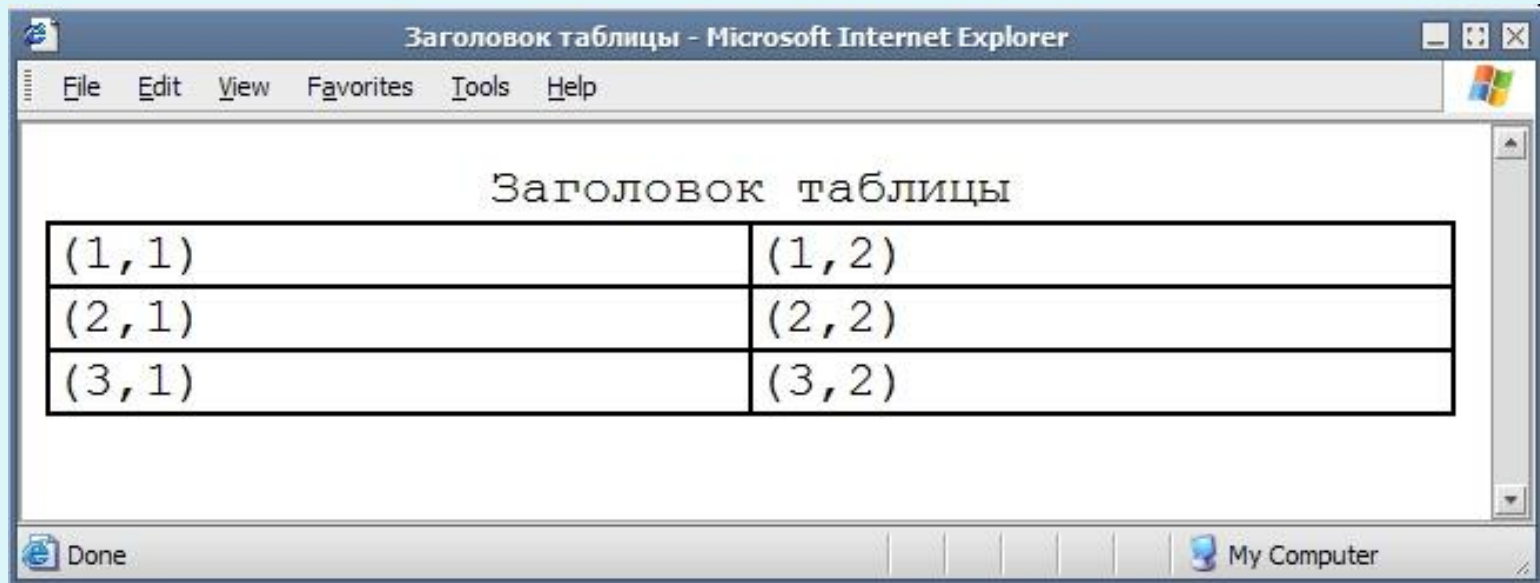 Заголовок таблицы - Microsoft Internet Explorer
File Edit View Favorites Tools Help
Заголовок таблицы
(1,1) (1,2)
(2,1) (2,2)
(3,1) (3,2)
Done My Computer